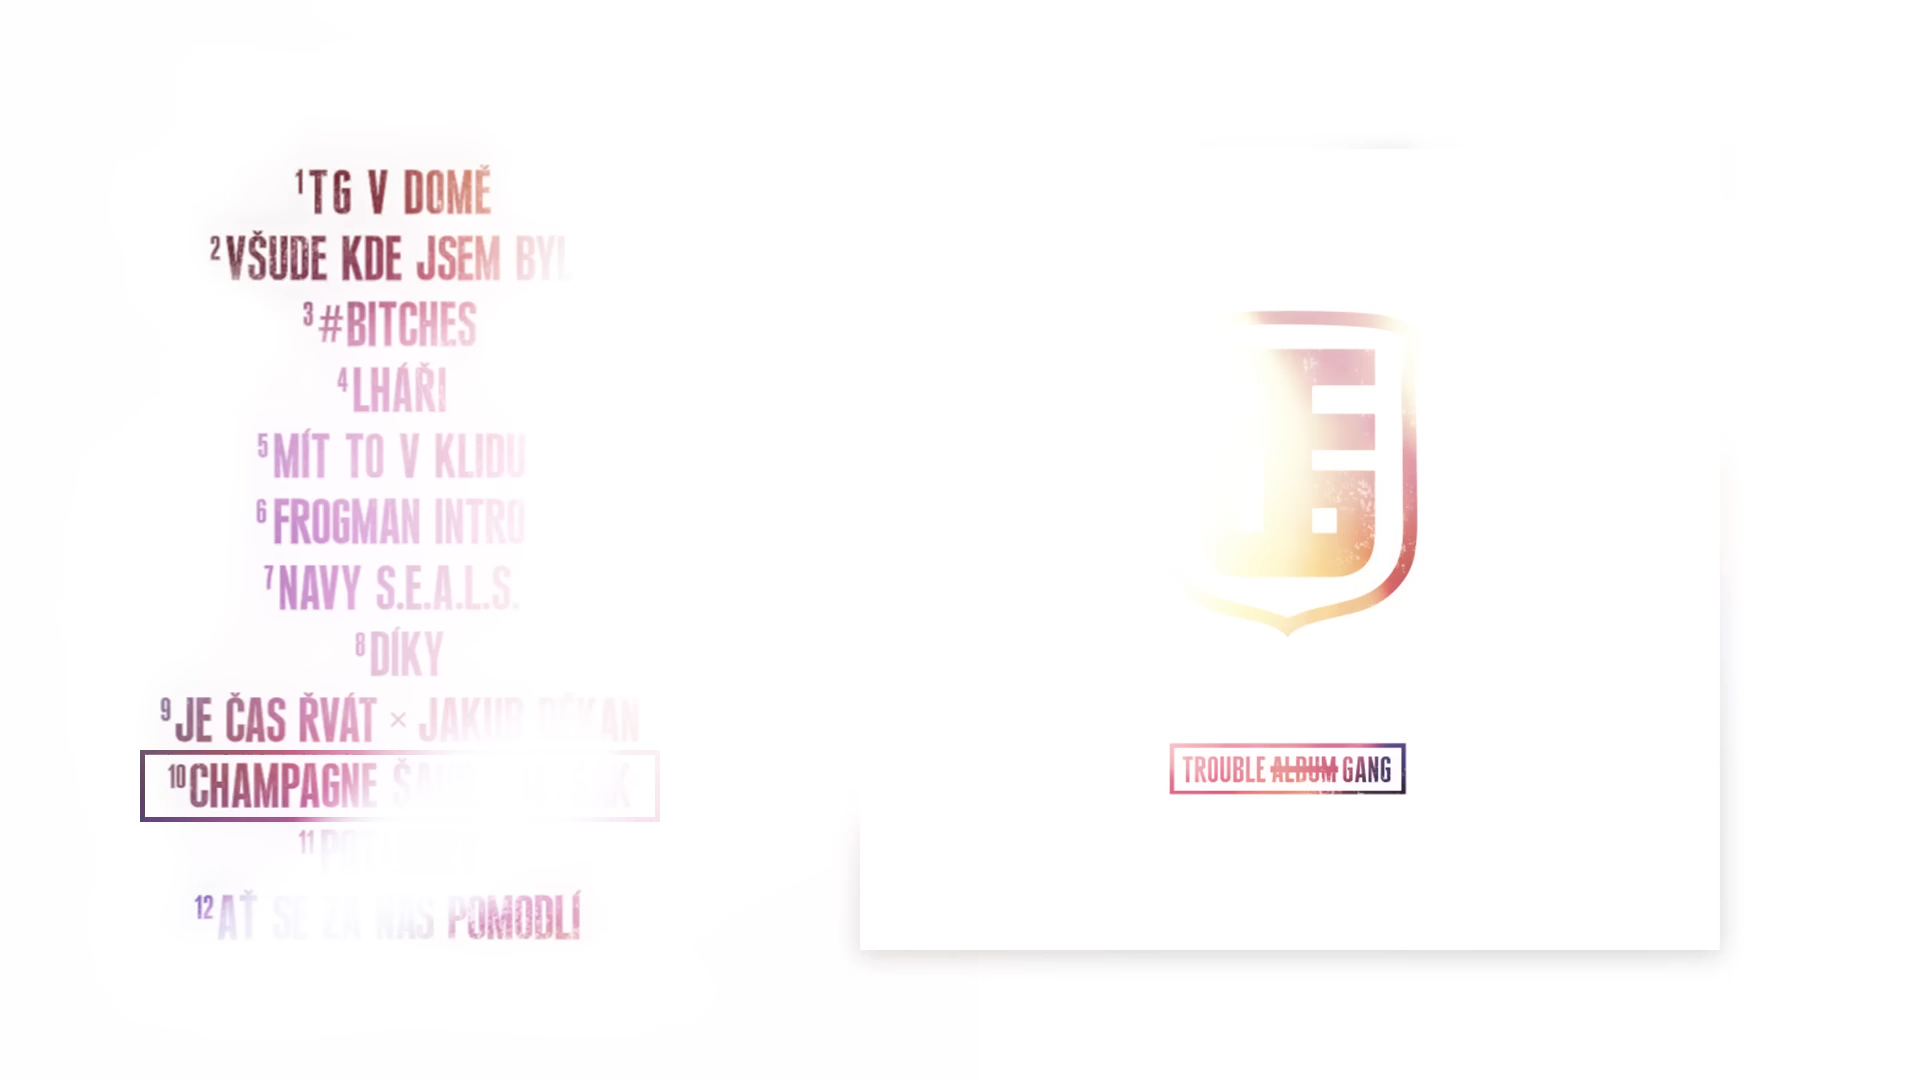 1 TG V DOMĚ
2 VŠUDE KDE JSEM BYL
3 #BITCHES
4 LHÁŘI
5 MÍT TO V KLIDU
6 FROGMAN INTRO
7 NAVY S.E.A.L.S.
8 DÍKY
9 JE ČAS ŘVÁT × JAKUB DĚKAN
10 CHAMPAGNE
11
12 AŤ SE ZA NÁS POMODLÍ
TROUBLE ALBUM GANG